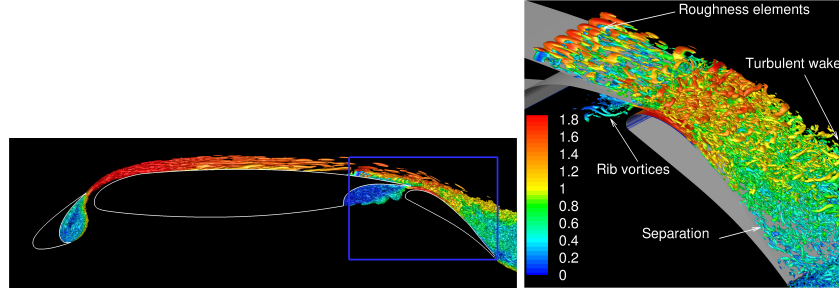 Roughness elements
Turbulent wake
Rib vortices
Separation
1.8
1.6
1.4
1.2
1
0.8
0.6
0.4
0.2
0